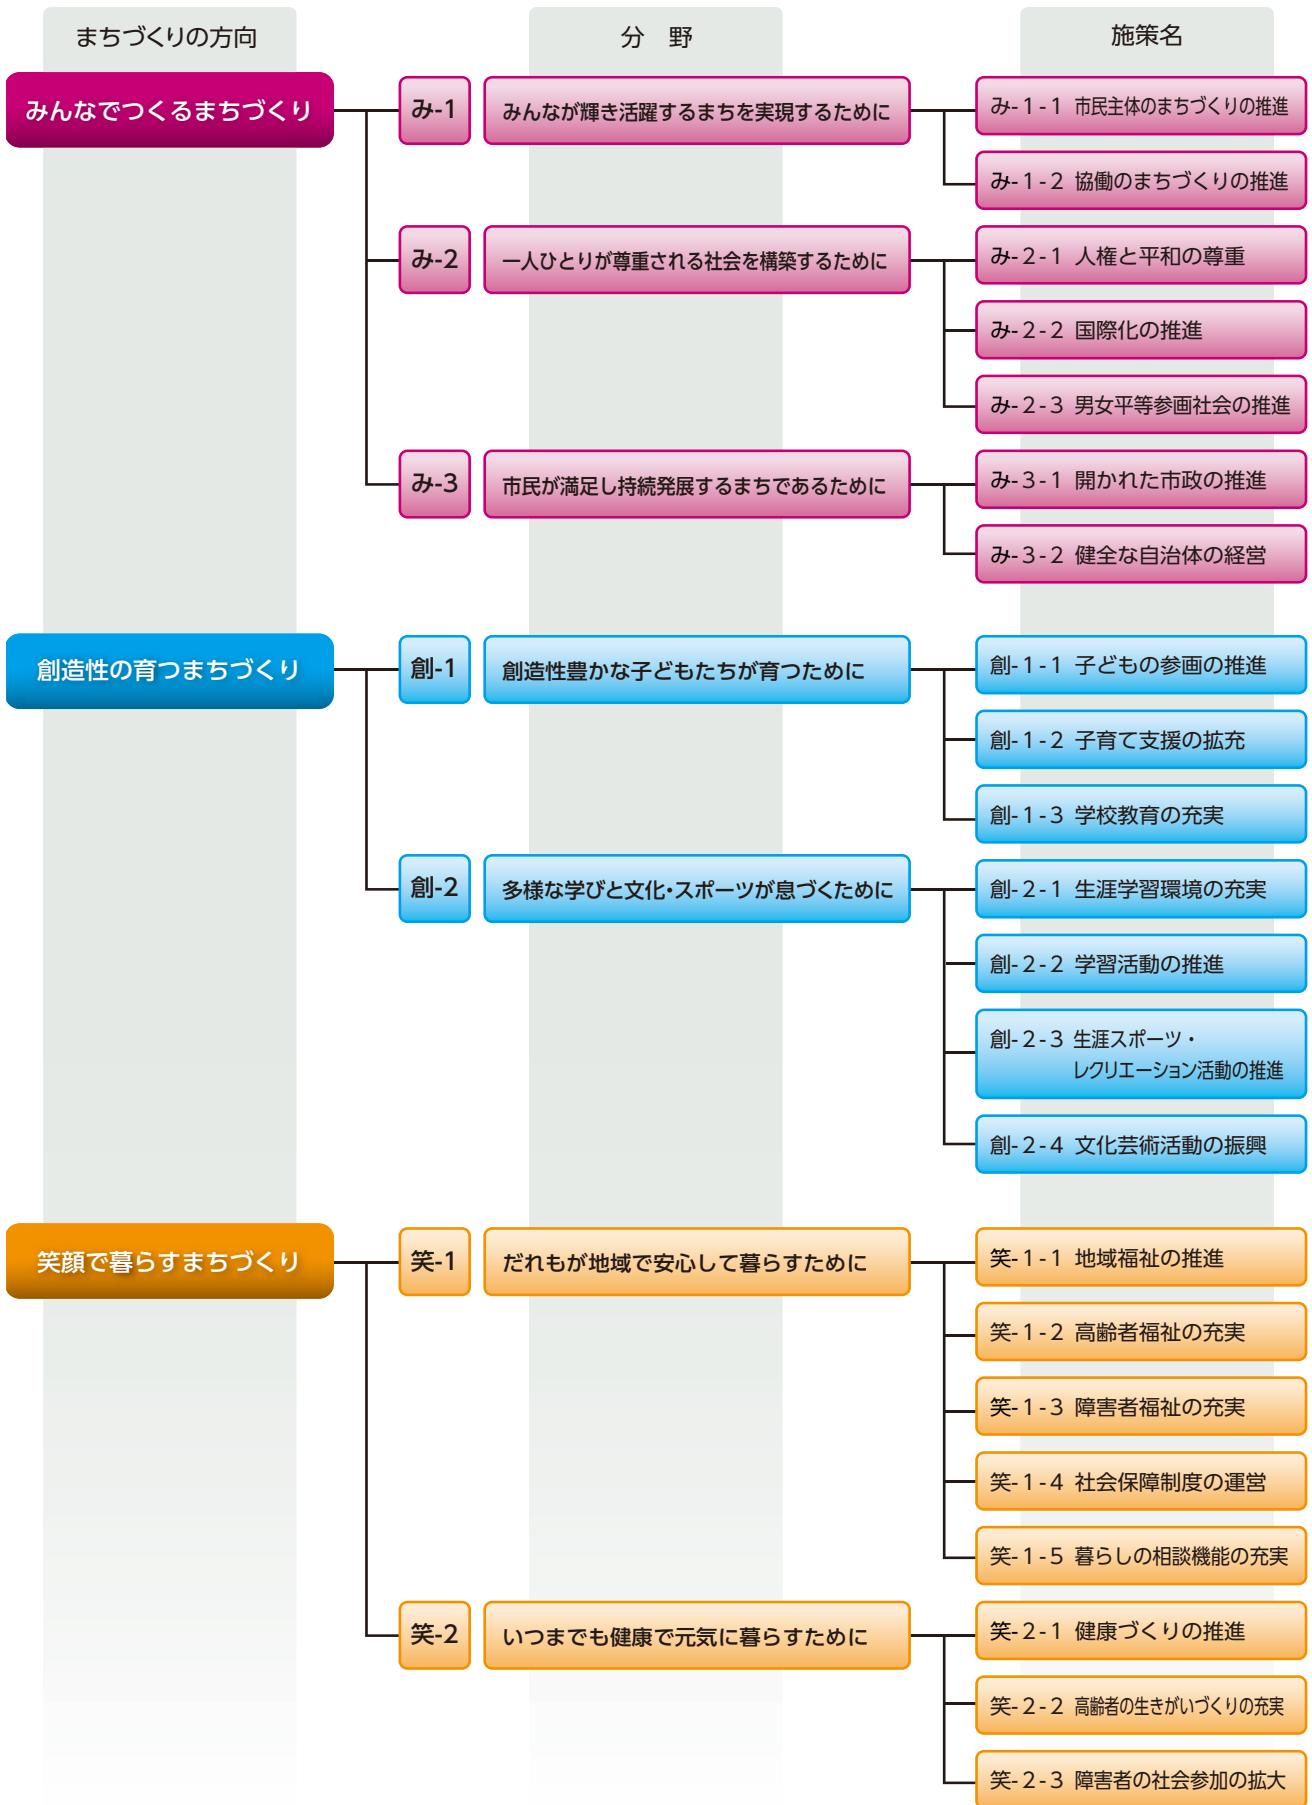 まちづくりの方向
分　野
施策名
みんなでつくるまちづくり
み-1
みんなが輝き活躍するまちを実現するために
み-1-1 市民主体のまちづくりの推進
み-1-2 協働のまちづくりの推進
み-2
一人ひとりが尊重される社会を構築するために
み-2-1 人権と平和の尊重
み-2-2 国際化の推進
み-2-3 男女平等参画社会の推進
み-3
市民が満足し持続発展するまちであるために
み-3-1 開かれた市政の推進
み-3-2 健全な自治体の経営
創造性の育つまちづくり
創-1
創造性豊かな子どもたちが育つために
創-1-1 子どもの参画の推進
創-1-2 子育て支援の拡充
創-1-3 学校教育の充実
創-2
多様な学びと文化・スポーツが息づくために
創-2-1 生涯学習環境の充実
創-2-2 学習活動の推進
創-2-3 生涯スポーツ・
レクリエーション活動の推進
創-2-4 文化芸術活動の振興
笑顔で暮らすまちづくり
笑-1
だれもが地域で安心して暮らすために
笑-1-1 地域福祉の推進
笑-1-2 高齢者福祉の充実
笑-1-3 障害者福祉の充実
笑-1-4 社会保障制度の運営
笑-1-5 暮らしの相談機能の充実
笑-2
いつまでも健康で元気に暮らすために
笑-2-1 健康づくりの推進
笑-2-2 高齢者の生きがいづくりの充実
笑-2-3 障害者の社会参加の拡大